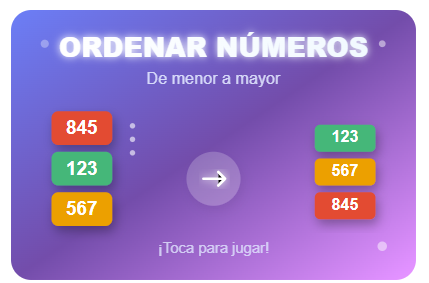 ORDENAR NÚMEROS
De menor a mayor
845
123
567
→
123
567
845
¡Toca para jugar!